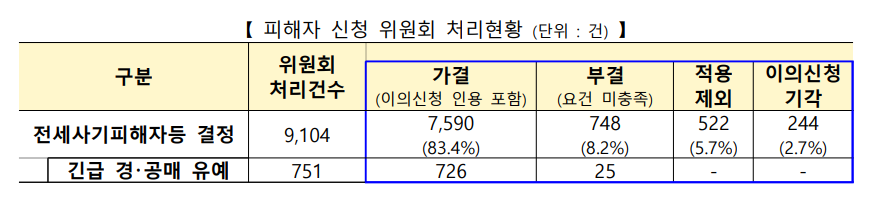 【 피해자 신청 위원회 처리현황 (단위 : 건) 】
구분 위원회 처리건수 가결 (이의신청 인용 포함) 부결 (요건 미충족) 적용 제외 이의신청 기각
전세사기피해자등 결정 9,104 7,590 (83.4%) 748 (8.2%) 522 (5.7%) 244 (2.7%)
긴급 경·공매 유예 751 726 25 - -